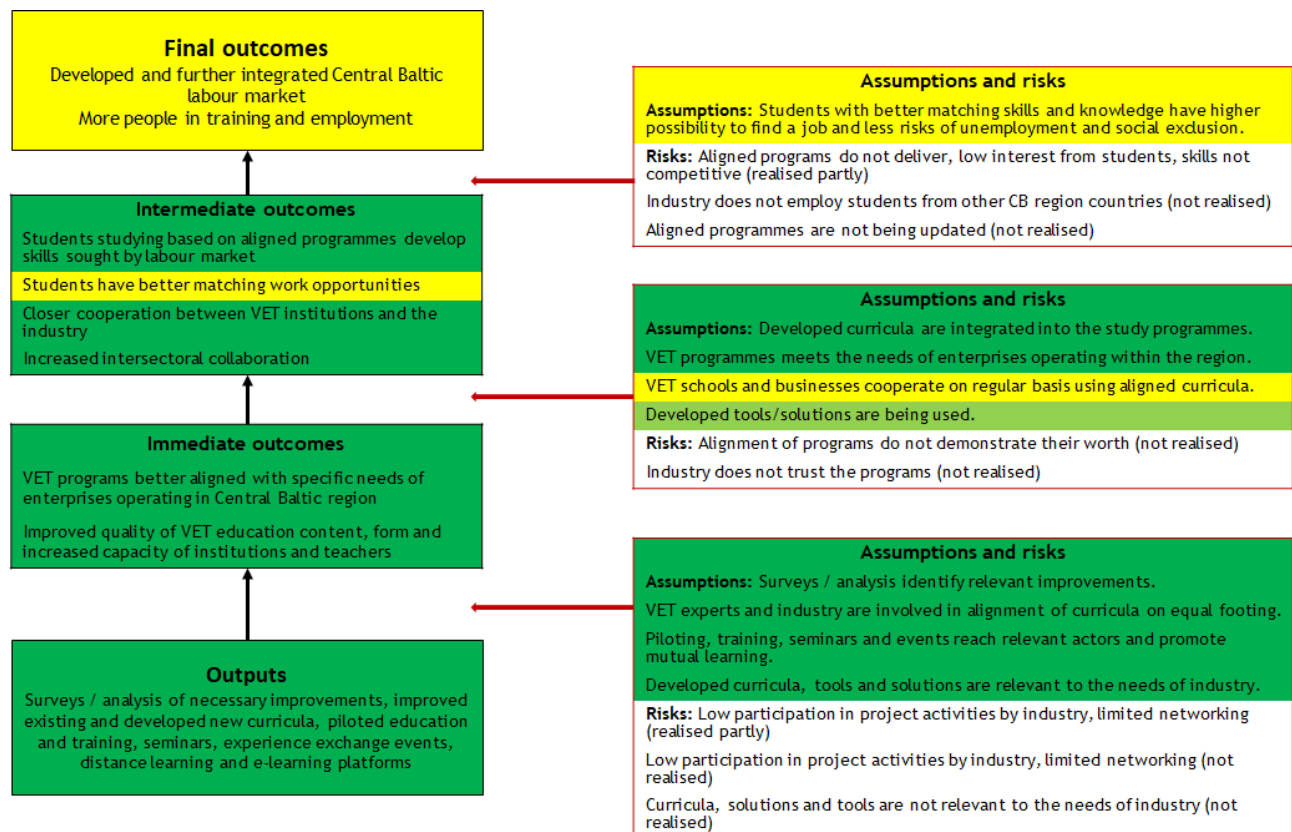 Final outcomes
Developed and further integrated Central Baltic
labour market
More people in training and employment
Intermediate outcomes
Students studying based on aligned programmes develop
skills sought by labour market
Students have better matching work opportunities
Closer cooperation between VET institutions and the
industry
Increased intersectoral collaboration
Immediate outcomes
VET programs better aligned with specific needs of
enterprises operating in Central Baltic region
Improved quality of VET education content, form and
increased capacity of institutions and teachers
Outputs
Surveys / analysis of necessary improvements, improved
existing and developed new curricula, piloted education
and training, seminars, experience exchange events,
distance learning and e-learning platforms
Assumptions and risks
Assumptions: Students with better matching skills and knowledge have higher
possibility to find a job and less risks of unemployment and social exclusion.
Risks: Aligned programs do not deliver, low interest from students, skills not
competitive (realised partly)
Industry does not employ students from other CB region countries (not realised)
Aligned programmes are not being updated (not realised)
Assumptions and risks
Assumptions: Developed curricula are integrated into the study programmes.
VET programmes meets the needs of enterprises operating within the region.
VET schools and businesses cooperate on regular basis using aligned curricula.
Developed tools/solutions are being used.
Risks: Alignment of programs do not demonstrate their worth (not realised)
Industry does not trust the programs (not realised)
Assumptions and risks
Assumptions: Surveys / analysis identify relevant improvements.
VET experts and industry are involved in alignment of curricula on equal footing.
Piloting, training, seminars and events reach relevant actors and promote
mutual learning.
Developed curricula, tools and solutions are relevant to the needs of industry.
Risks: Low participation in project activities by industry, limited networking
(realised partly)
Low participation in project activities by industry, limited networking (not
realised)
Curricula, solutions and tools are not relevant to the needs of industry (not
realised)